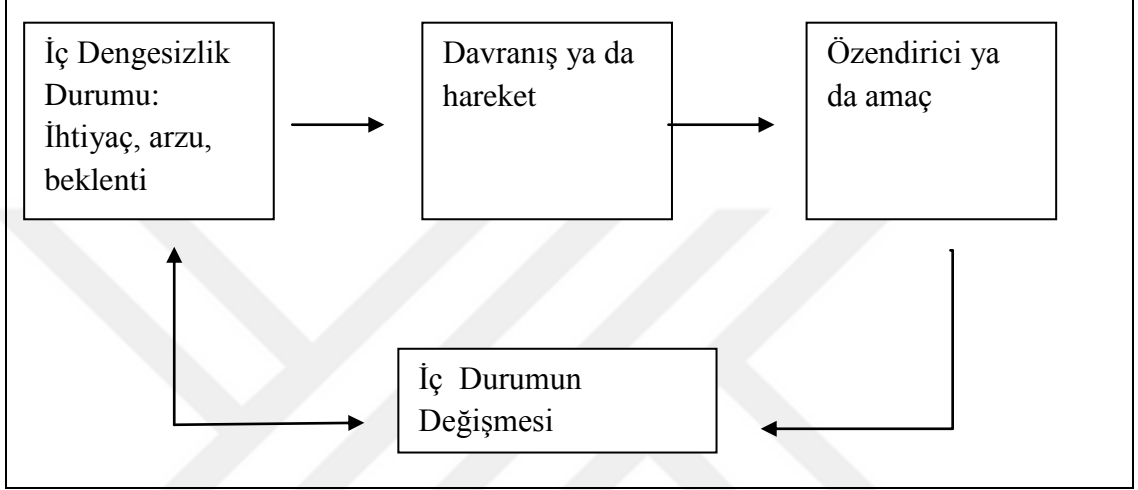 İç Dengesizlik
Durumu:
İhtiyaç, arzu,
beklenti
Davranış ya da
hareket
Özendirici ya
da amaç
İç Durumun
Değişmesi